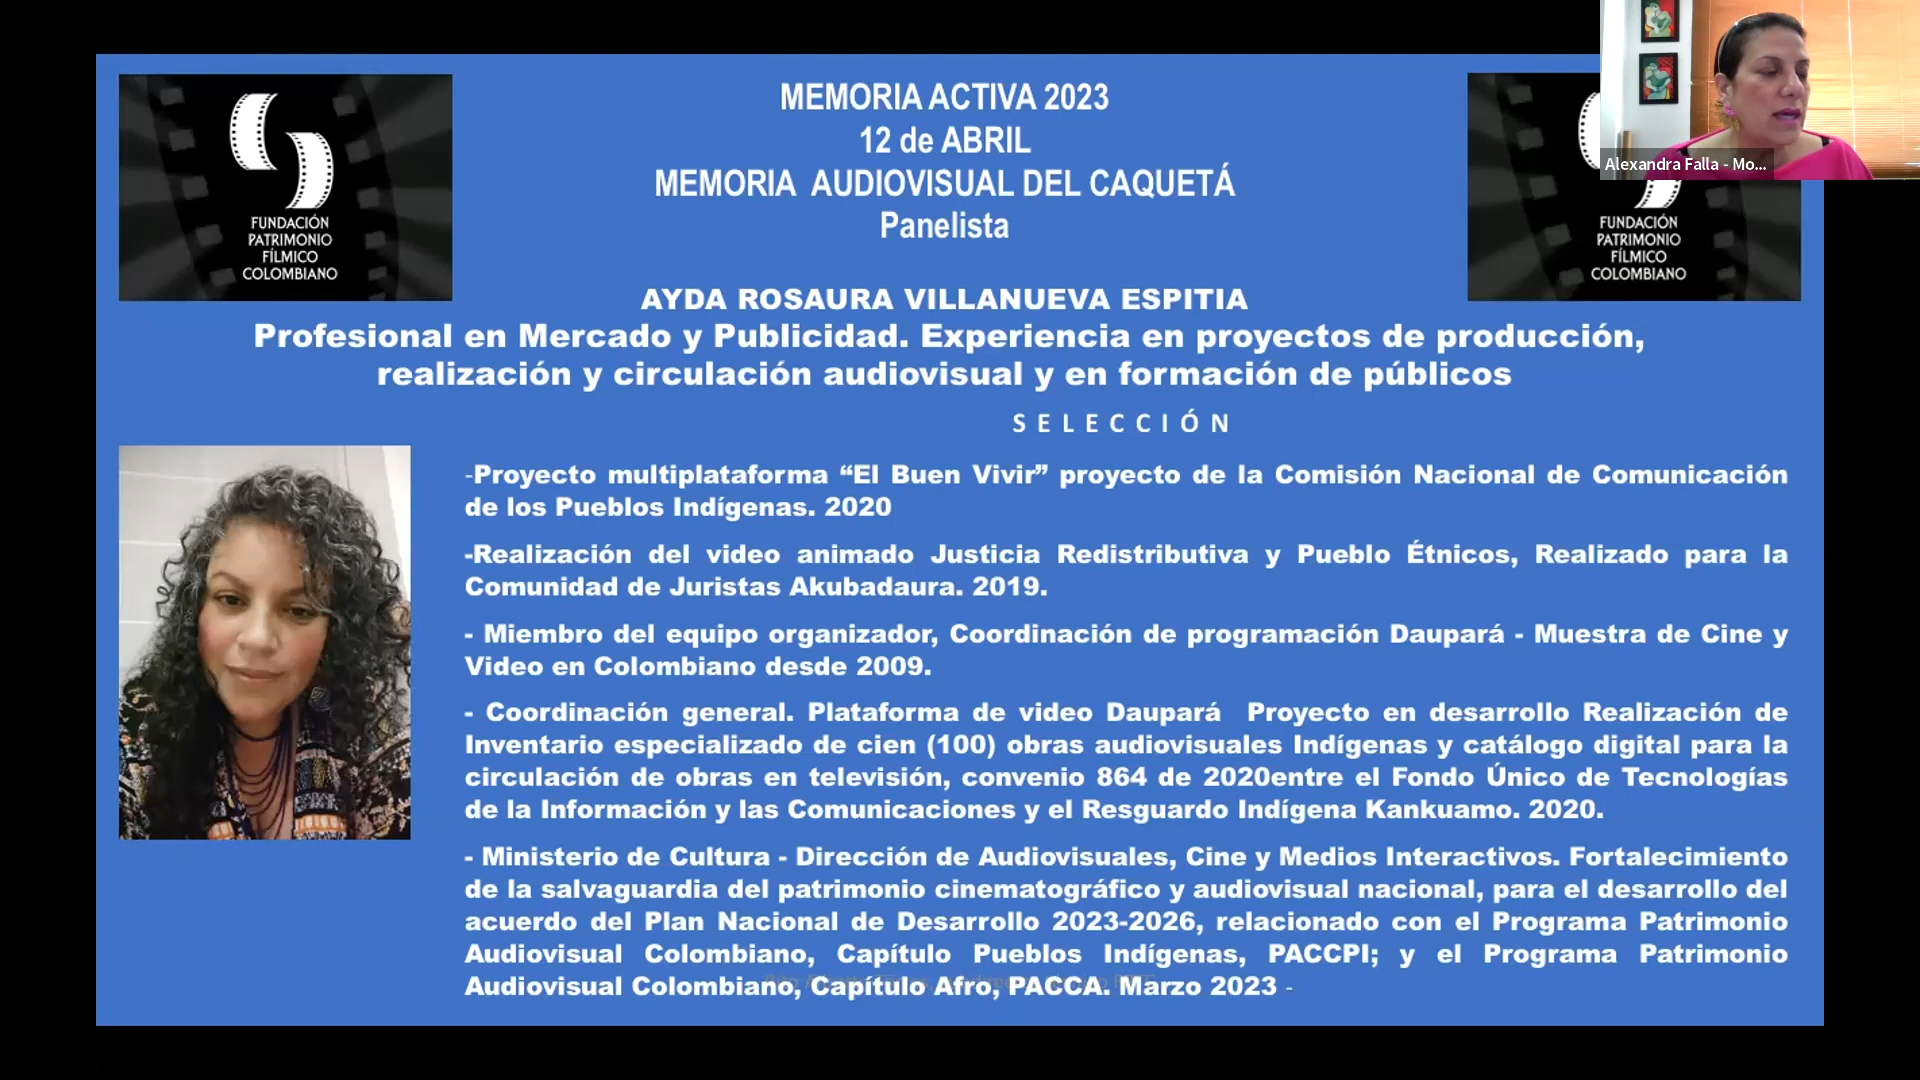 MEMORIA ACTIVA 2023
12 de ABRIL
MEMORIA AUDIOVISUAL DEL CAQUETÁ
Panelista
FUNDACIÓN
PATRIMONIO
FÍLMICO
COLOMBIANO
FUNDACIÓN
PATRIMONIO
FÍLMICO
COLOMBIANO
Alexandra Falla - Mo...
AYDA ROSAURA VILLANUEVA ESPITIA
Profesional en Mercado y Publicidad. Experiencia en proyectos de producción,
realización y circulación audiovisual y en formación de públicos
SELECCIÓN
-Proyecto multiplataforma “El Buen Vivir” proyecto de la Comisión Nacional de Comunicación
de los Pueblos Indígenas. 2020
-Realización del video animado Justicia Redistributiva y Pueblo Étnicos, Realizado para la
Comunidad de Juristas Akubadaura. 2019.
- Miembro del equipo organizador, Coordinación de programación Daupará - Muestra de Cine y
Video en Colombiano desde 2009.
- Coordinación general. Plataforma de video Daupará Proyecto en desarrollo Realización de
Inventario especializado de cien (100) obras audiovisuales Indígenas y catálogo digital para la
circulación de obras en televisión, convenio 864 de 2020entre el Fondo Único de Tecnologías
de la Información y las Comunicaciones y el Resguardo Indígena Kankuamo. 2020.
- Ministerio de Cultura - Dirección de Audiovisuales, Cine y Medios Interactivos. Fortalecimiento
de la salvaguardia del patrimonio cinematográfico y audiovisual nacional, para el desarrollo del
acuerdo del Plan Nacional de Desarrollo 2023-2026, relacionado con el Programa Patrimonio
Audiovisual Colombiano, Capítulo Pueblos Indígenas, PACCPI; y el Programa Patrimonio
Audiovisual Colombiano, Capítulo Afro, PACCA. Marzo 2023 -